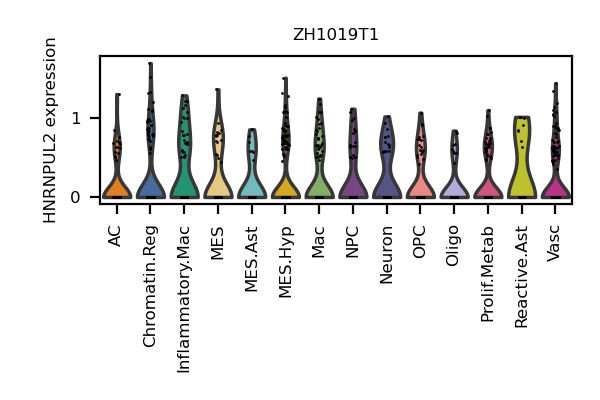 ZH1019T1
HNRNPUL2 expression
1
0
AC
Chromatin.Reg
Inflammatory.Mac
MES
MES.Ast
MES.Hyp
Mac
NPC
Neuron
OPC
Oligo
Prolif.Metab
Reactive.Ast
Vasc